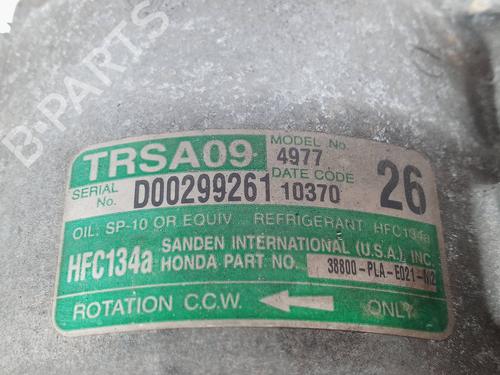 B-PARTS
TRSA09 MODEL No. 4977
SERIAL No. D00299261 DATE CODE 10370 26
OIL: SP-10 OR EQUIV. REFRIGERANT HFC134a
HFC134a SANDEN INTERNATIONAL (U.S.A.), INC.
HONDA PART NO. 38800-PLA-E021-M2
ROTATION C.C.W. ONLY